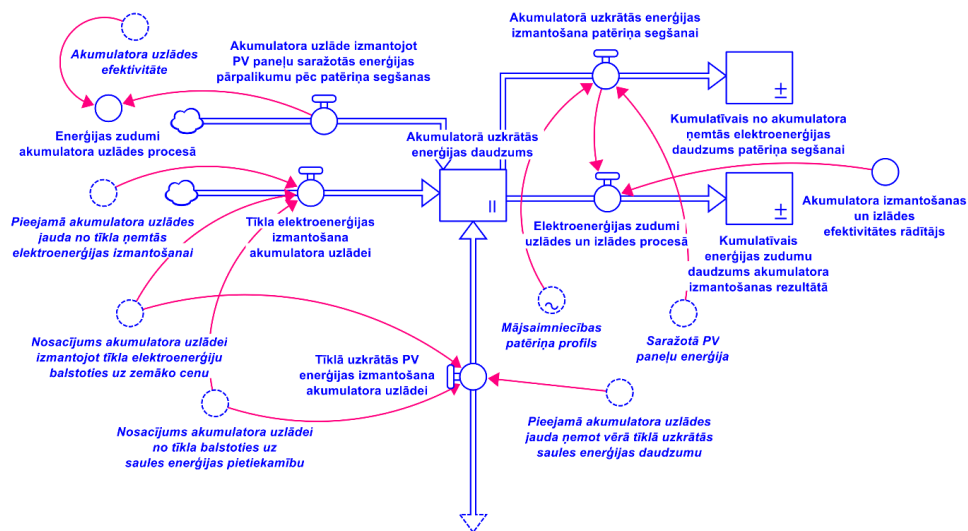 Akumulatora uzlādes
efektivitāte
Akumulatora uzlāde izmantojot
PV paneļu saražotās enerģijas
pārpalikumu pēc patēriņa segšanas
Akumulatorā uzkrātās enerģijas
izmantošana patēriņa segšanai
Enerģijas zudumi
akumulatora uzlādes procesā
Akumulatorā uzkrātās
enerģijas daudzums
Kumulatīvais no akumulatora
ņemtās elektroenerģijas
daudzums patēriņa segšanai
Pieejamā akumulatora uzlādes
jauda no tīkla ņemtās
elektroenerģijas izmantošanai
Tīkla elektroenerģijas
izmantošana
akumulatora uzlādei
Elektroenerģijas zudumi
uzlādes un izlādes procesā
Kumulatīvais
enerģijas zudumu
daudzums akumulatora
izmantošanas rezultātā
Akumulatora izmantošanas
un izlādes
efektivitātes rādītājs
Nosacījums akumulatora uzlādei
izmantojot tīkla elektroenerģiju
balstoties uz zemāko cenu
Tīklā uzkrātās PV
enerģijas izmantošana
akumulatora uzlādei
Mājsaimniecības
patēriņa profils
Saražotā PV
paneļu enerģija
Nosacījums akumulatora uzlādei
no tīkla balstoties uz
saules enerģijas pietiekamību
Pieejamā akumulatora uzlādes
jauda ņemot vērā tīklā uzkrātās
saules enerģijas daudzumu